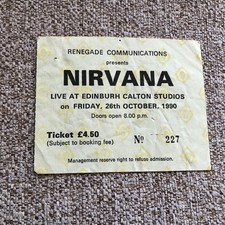 RENEGADE COMMUNICATIONS
presents
NIRVANA
LIVE AT EDINBURH CALTON STUDIOS
on FRIDAY, 26th OCTOBER, 1990
Doors open 8.00 p.m.
Ticket £4.50
(Subject to booking fee)
Nº 227
Management reserve right to refuse admission.